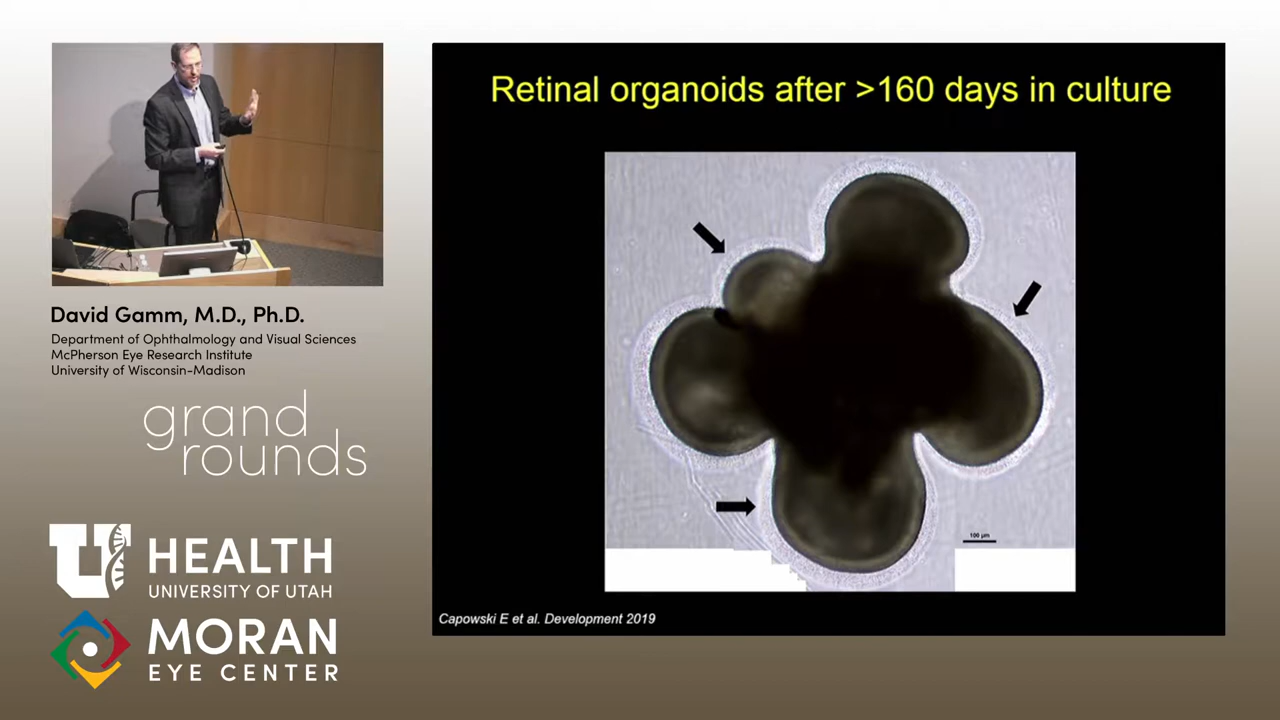 Retinal organoids after >160 days in culture
100 µm
Capowski E et al. Development 2019
David Gamm, M.D., Ph.D.
Department of Ophthalmology and Visual Sciences
McPherson Eye Research Institute
University of Wisconsin-Madison
grand
rounds
U HEALTH
UNIVERSITY OF UTAH
MORAN
EYE CENTER